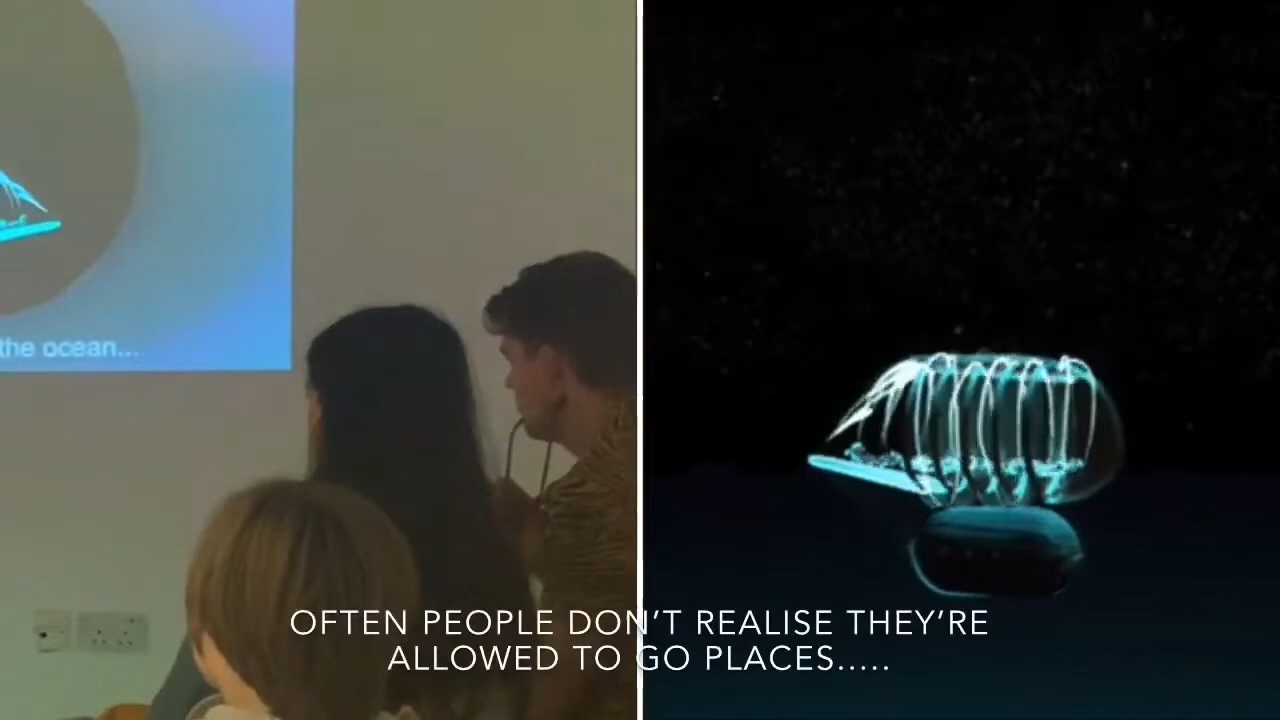 the ocean...
OFTEN PEOPLE DON'T REALISE THEY'RE
ALLOWED TO GO PLACES.....